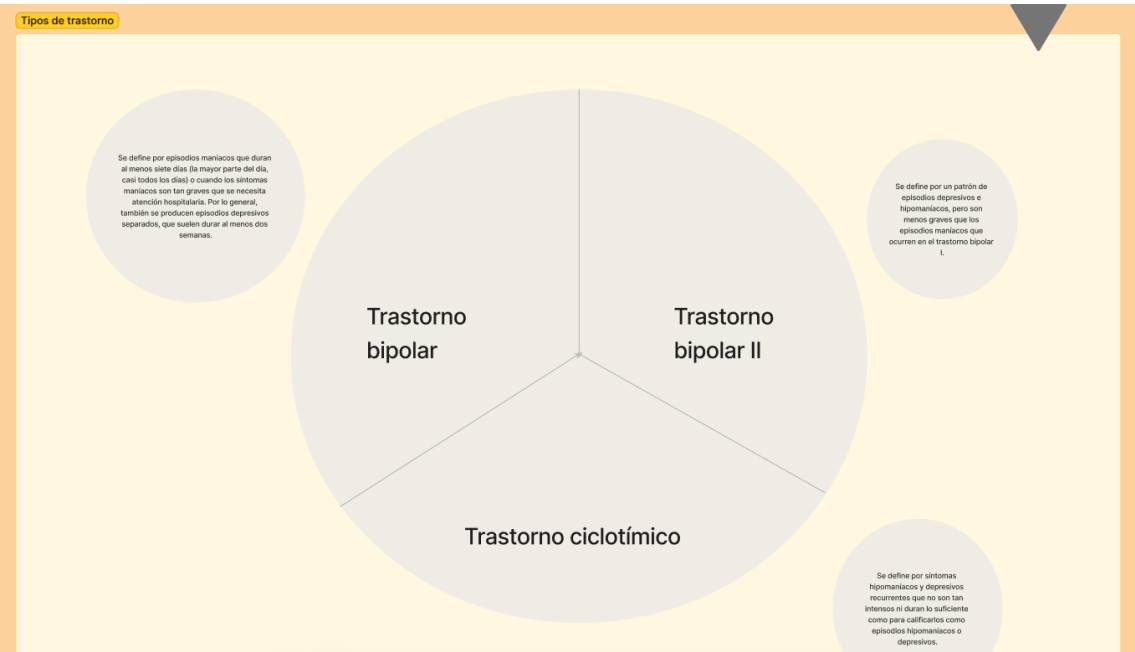 Tipos de trastorno
Se define por episodios maníacos que duran
al menos siete días (la mayor parte del día,
casi todos los días) o cuando los síntomas
maníacos son tan graves que se necesita
atención hospitalaria. Por lo general,
también se producen episodios depresivos
separados, que suelen durar al menos dos
semanas.
Se define por un patrón de
episodios depresivos e
hipomaníacos, pero son
menos graves que los
episodios maníacos que
ocurren en el trastorno bipolar
I.
Trastorno
bipolar
Trastorno
bipolar II
Trastorno ciclotímico
Se define por síntomas
hipomaníacos y depresivos
recurrentes que no son tan
intensos ni duran lo suficiente
como para calificarlos como
episodios hipomaníacos o
depresivos.